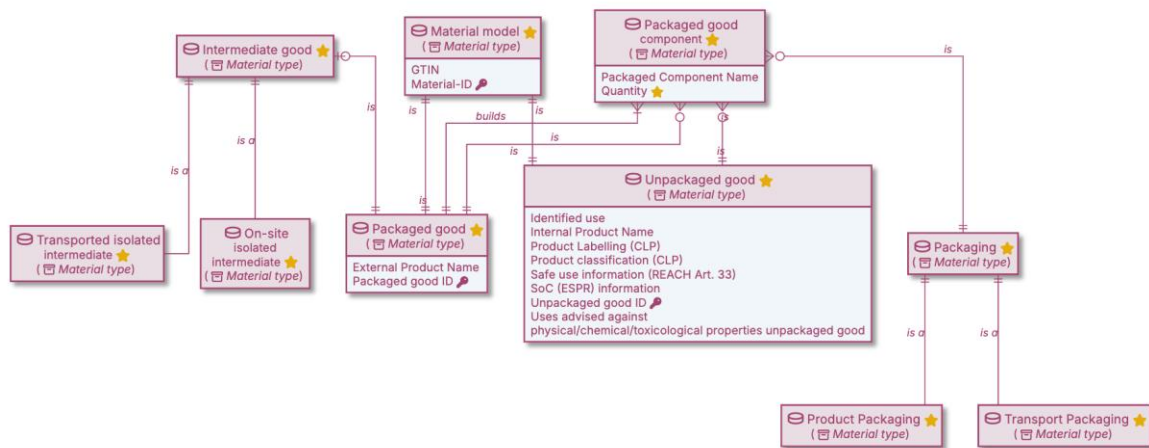 Intermediate good
( Material type)
Material model
( Material type)
GTIN
Material-ID
Packaged good
component
( Material type)
Packaged Component Name
Quantity
is
is
is
is
builds
is
is
is
is
is a
is a
is
Unpackaged good
( Material type)
Identified use
Internal Product Name
Product Labelling (CLP)
Product classification (CLP)
Safe use information (REACH Art. 33)
SoC (ESPR) information
Unpackaged good ID
Uses advised against
physical/chemical/toxicological properties unpackaged good
Transported isolated
intermediate
( Material type)
On-site
isolated
intermediate
( Material type)
is
Packaged good
( Material type)
External Product Name
Packaged good ID
Packaging
( Material type)
is a
is a
Product Packaging
( Material type)
Transport Packaging
( Material type)